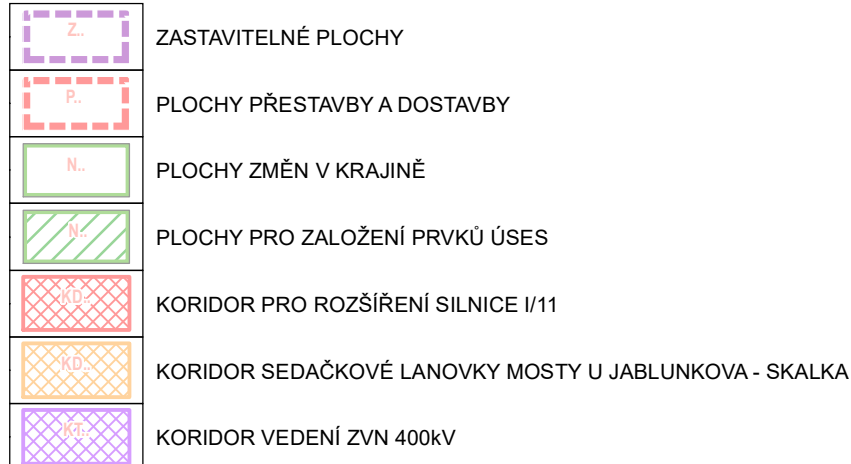 Z.. ZASTAVITELNÉ PLOCHY
P.. PLOCHY PŘESTAVBY A DOSTAVBY
N.. PLOCHY ZMĚN V KRAJINĚ
N.. PLOCHY PRO ZALOŽENÍ PRVKŮ ÚSES
KD.. KORIDOR PRO ROZŠÍŘENÍ SILNICE I/11
KD.. KORIDOR SEDAČKOVÉ LANOVKY MOSTY U JABLUNKOVA - SKALKA
KT.. KORIDOR VEDENÍ ZVN 400kV